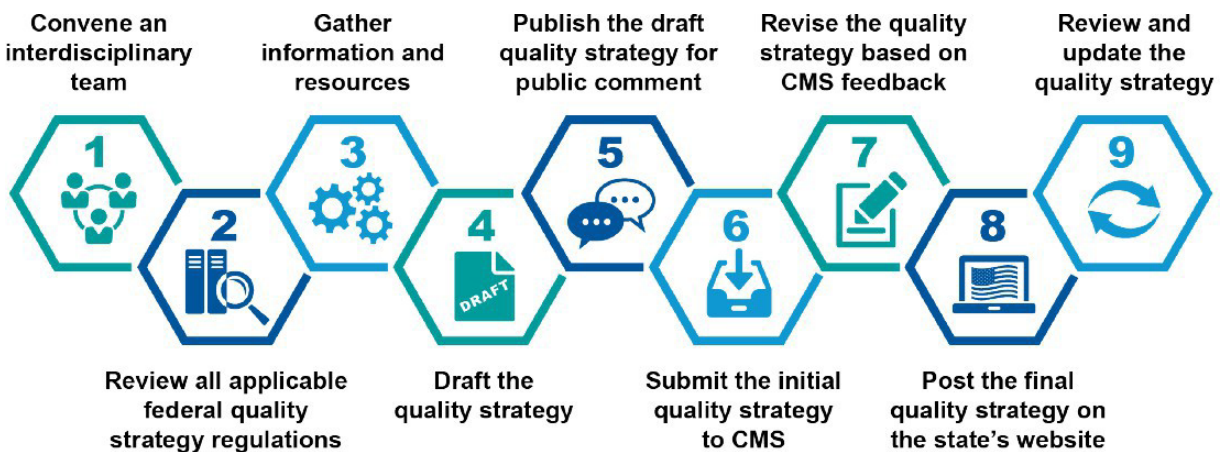 Convene an
interdisciplinary
team
1
2
Review all applicable
federal quality
strategy regulations
Gather
information and
resources
3
4
DRAFT
Draft the
quality strategy
Publish the draft
quality strategy for
public comment
5
6
Submit the initial
quality strategy
to CMS
Revise the quality
strategy based on
CMS feedback
7
8
Post the final
quality strategy on
the state's website
Review and
update the
quality strategy
9